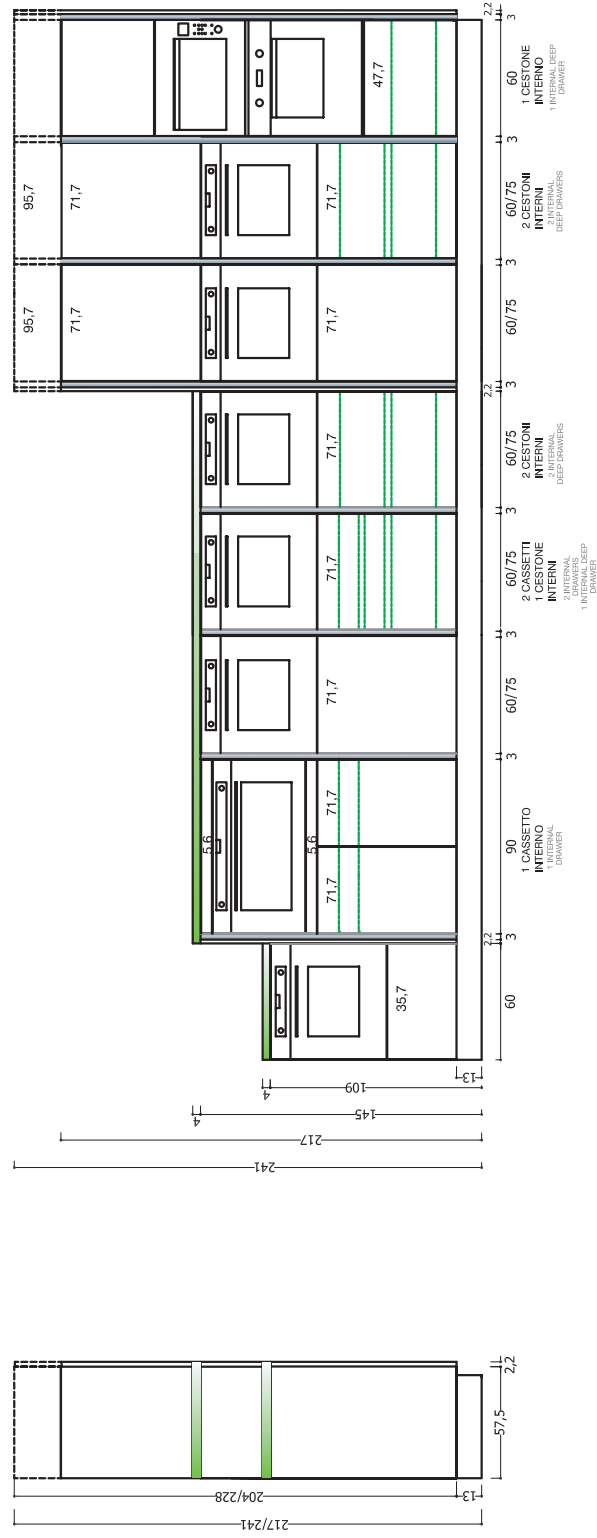 95,7
95,7
71,7
71,7
47,7
71,7
71,7
71,7
71,7
71,7
71,7
71,7
5,6
5,6
35,7
2,2
3
60
3
60/75
3
60/75
3
2,2
60/75
3
60/75
3
60/75
3
90
3
2,2
60
1 CESTONE
INTERNO
1 INTERNAL DEEP
DRAWER
2 CESTONI
INTERNI
2 INTERNAL
DEEP DRAWERS
2 CESTONI
INTERNI
2 INTERNAL
DEEP DRAWERS
2 CASSETTI
1 CESTONE
INTERNI
2 INTERNAL
DRAWERS
1 INTERNAL DEEP
DRAWER
1 CASSETTO
INTERNO
1 INTERNAL
DRAWER
13
109
4
145
4
217
241
2,2
57,5
204/228
13
217/241